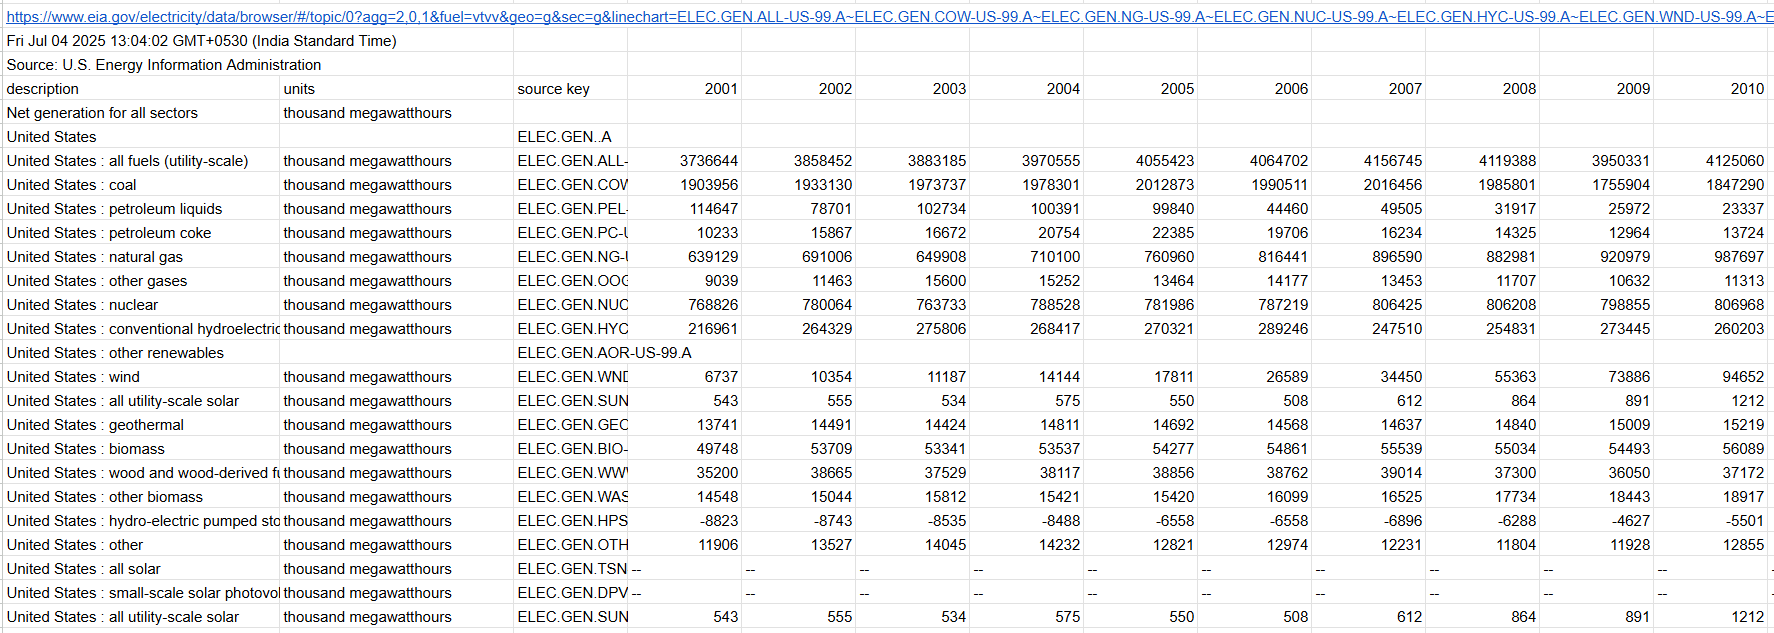 https://www.eia.gov/electricity/data/browser/#/topic/0?agg=2,0,1&fuel=vtvv&geo=g&sec=g&linechart=ELEC.GEN.ALL-US-99.A~ELEC.GEN.COW-US-99.A~ELEC.GEN.NG-US-99.A~ELEC.GEN.NUC-US-99.A~ELEC.GEN.HYC-US-99.A~ELEC.GEN.WND-US-99.A~E
Fri Jul 04 2025 13:04:02 GMT+0530 (India Standard Time)
Source: U.S. Energy Information Administration
description units source key 2001 2002 2003 2004 2005 2006 2007 2008 2009 2010
Net generation for all sectors thousand megawatthours
United States ELEC.GEN..A
United States : all fuels (utility-scale) thousand megawatthours ELEC.GEN.ALL- 3736644 3858452 3883185 3970555 4055423 4064702 4156745 4119388 3950331 4125060
United States : coal thousand megawatthours ELEC.GEN.COW 1903956 1933130 1973737 1978301 2012873 1990511 2016456 1985801 1755904 1847290
United States : petroleum liquids thousand megawatthours ELEC.GEN.PEL- 114647 78701 102734 100391 99840 44460 49505 31917 25972 23337
United States : petroleum coke thousand megawatthours ELEC.GEN.PC-U 10233 15867 16672 20754 22385 19706 16234 14325 12964 13724
United States : natural gas thousand megawatthours ELEC.GEN.NG-U 639129 691006 649908 710100 760960 816441 896590 882981 920979 987697
United States : other gases thousand megawatthours ELEC.GEN.OOG 9039 11463 15600 15252 13464 14177 13453 11707 10632 11313
United States : nuclear thousand megawatthours ELEC.GEN.NUC 768826 780064 763733 788528 781986 787219 806425 806208 798855 806968
United States : conventional hydroelectric thousand megawatthours ELEC.GEN.HYC 216961 264329 275806 268417 270321 289246 247510 254831 273445 260203
United States : other renewables ELEC.GEN.AOR-US-99.A
United States : wind thousand megawatthours ELEC.GEN.WND 6737 10354 11187 14144 17811 26589 34450 55363 73886 94652
United States : all utility-scale solar thousand megawatthours ELEC.GEN.SUN 543 555 534 575 550 508 612 864 891 1212
United States : geothermal thousand megawatthours ELEC.GEN.GEO 13741 14491 14424 14811 14692 14568 14637 14840 15009 15219
United States : biomass thousand megawatthours ELEC.GEN.BIO- 49748 53709 53341 53537 54277 54861 55539 55034 54493 56089
United States : wood and wood-derived fu thousand megawatthours ELEC.GEN.WW 35200 38665 37529 38117 38856 38762 39014 37300 36050 37172
United States : other biomass thousand megawatthours ELEC.GEN.WAS 14548 15044 15812 15421 15420 16099 16525 17734 18443 18917
United States : hydro-electric pumped sto thousand megawatthours ELEC.GEN.HPS -8823 -8743 -8535 -8488 -6558 -6558 -6896 -6288 -4627 -5501
United States : other thousand megawatthours ELEC.GEN.OTH 11906 13527 14045 14232 12821 12974 12231 11804 11928 12855
United States : all solar thousand megawatthours ELEC.GEN.TSN -- -- -- -- -- -- -- -- -- --
United States : small-scale solar photovol thousand megawatthours ELEC.GEN.DPV -- -- -- -- -- -- -- -- -- --
United States : all utility-scale solar thousand megawatthours ELEC.GEN.SUN 543 555 534 575 550 508 612 864 891 1212